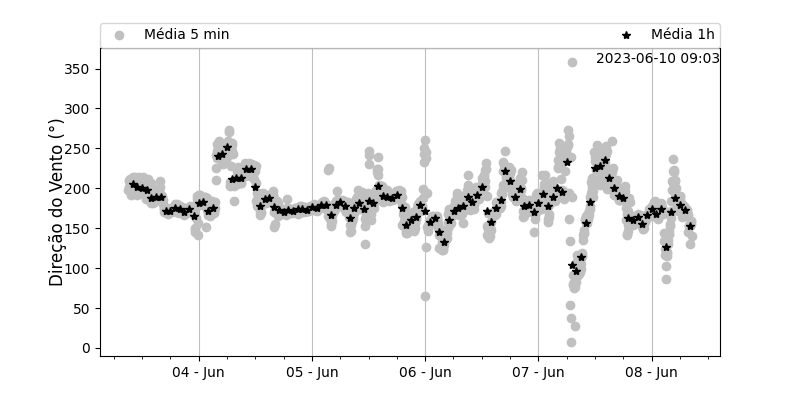 Média 5 min
Média 1h
2023-06-10 09:03
Direção do Vento (°)
350
300
250
200
150
100
50
0
04 - Jun
05 - Jun
06 - Jun
07 - Jun
08 - Jun